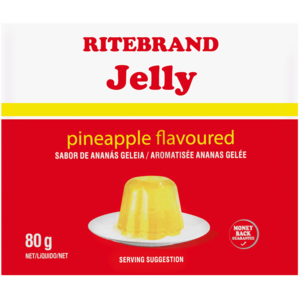 RITEBRAND
Jelly
pineapple flavoured
SABOR DE ANANÁS GELEIA / AROMATISÉE ANANAS GELÉE
MONEY
BACK
GUARANTEE
80g
NET/LIQUIDO/NET
SERVING SUGGESTION